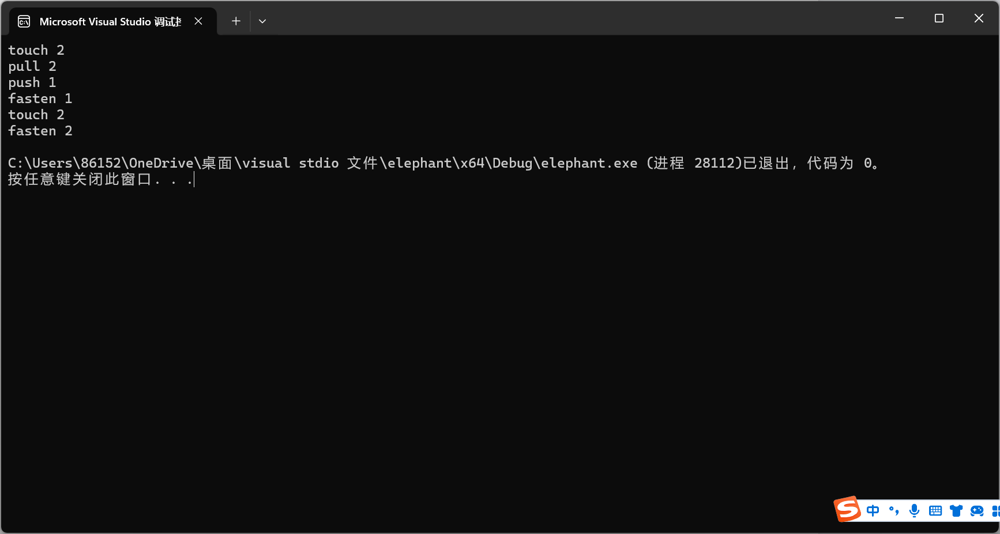 Microsoft Visual Studio 调试
touch 2
pull 2
push 1
fasten 1
touch 2
fasten 2
C:\Users\86152\OneDrive\桌面\visual stdio 文件\elephant\x64\Debug\elephant.exe (进程 28112)已退出，代码为 0。
按任意键关闭此窗口. . .
中